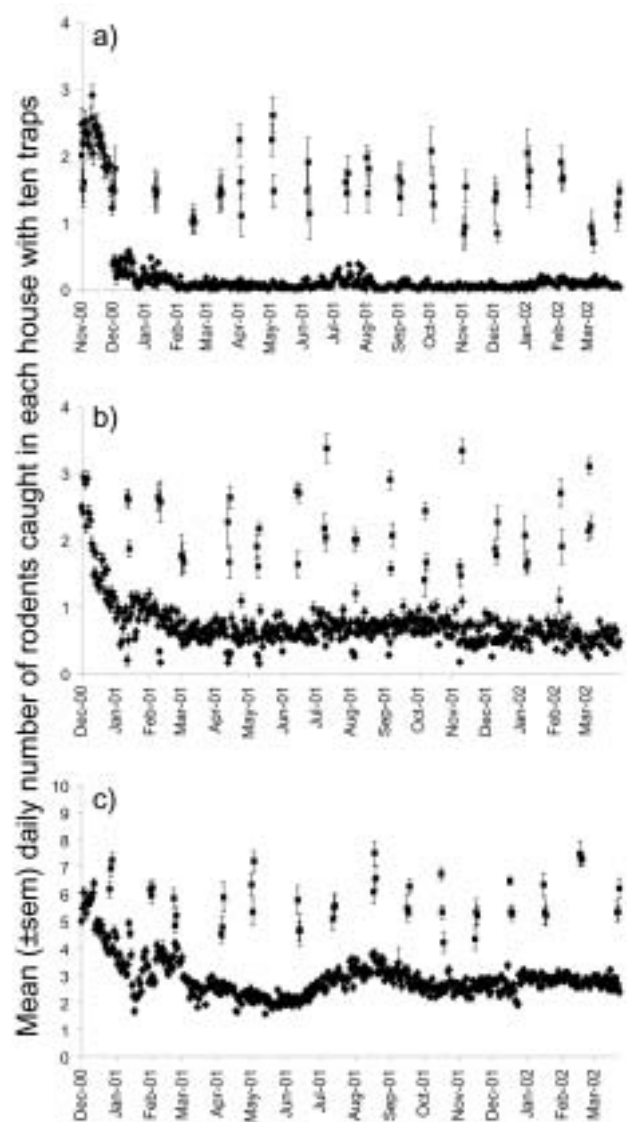 Mean (±sem) daily number of rodents caught in each house with ten traps
a)
4
3
2
1
0
Nov-00
Dec-00
Jan-01
Feb-01
Mar-01
Apr-01
May-01
Jun-01
Jul-01
Aug-01
Sep-01
Oct-01
Nov-01
Dec-01
Jan-02
Feb-02
Mar-02
b)
4
3
2
1
0
Dec-00
Jan-01
Feb-01
Mar-01
Apr-01
May-01
Jun-01
Jul-01
Aug-01
Sep-01
Oct-01
Nov-01
Dec-01
Jan-02
Feb-02
Mar-02
c)
10
9
8
7
6
5
4
3
2
1
0
Dec-00
Jan-01
Feb-01
Mar-01
Apr-01
May-01
Jun-01
Jul-01
Aug-01
Sep-01
Oct-01
Nov-01
Dec-01
Jan-02
Feb-02
Mar-02